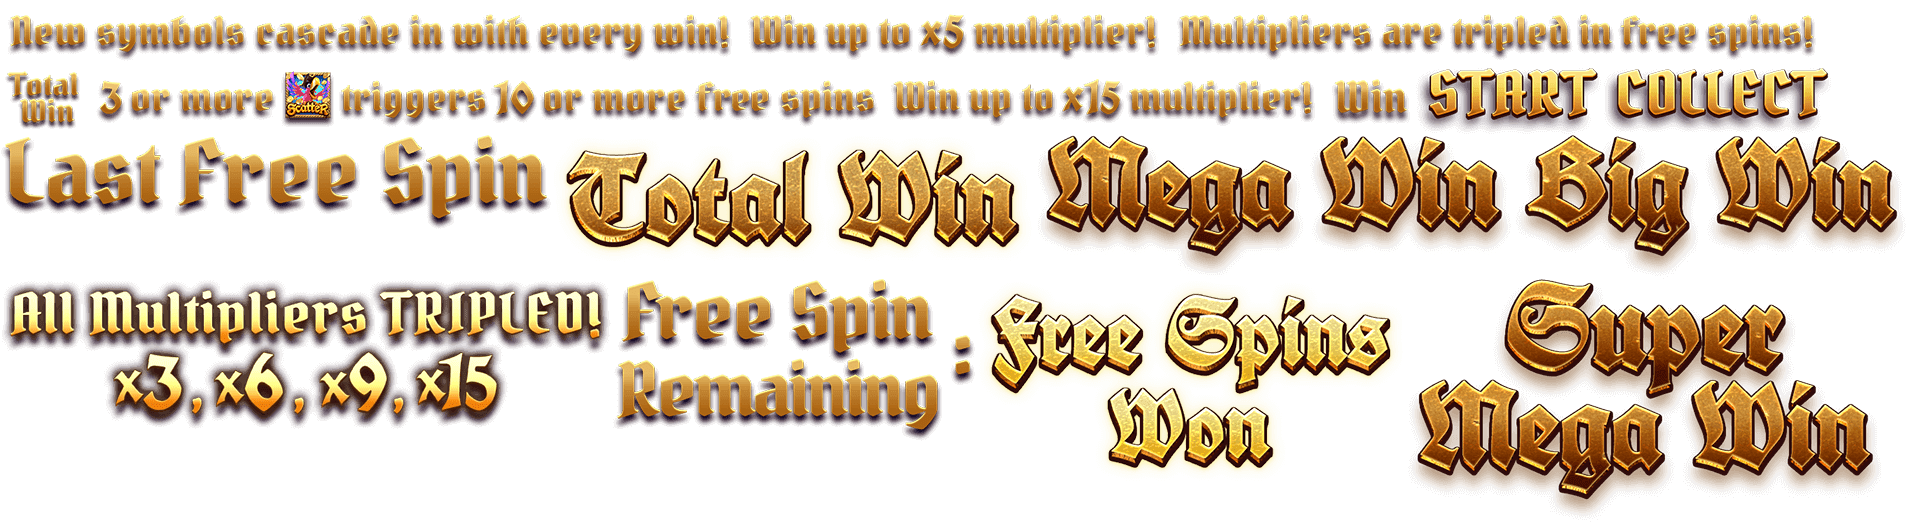 New symbols cascade in with every win! Win up to x5 multiplier! Multipliers are tripled in free spins!
Total
Win
3 or more SCATTER triggers 10 or more free spins Win up to x15 multiplier! Win START COLLECT
Last Free Spin Total Win Mega Win Big Win
All Multipliers TRIPLED!
x3, x6, x9, x15
Free Spin
Remaining :
Free Spins
Won
Super
Mega Win